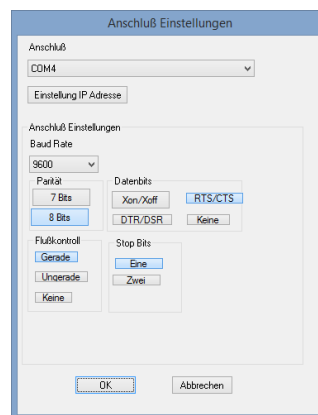 Anschluß Einstellungen
Anschluß
COM4
Einstellung IP Adresse
Anschluß Einstellungen
Baud Rate
9600
Parität
7 Bits
8 Bits
Datenbits
Xon/Xoff
RTS/CTS
DTR/DSR
Keine
Flußkontroll
Gerade
Ungerade
Keine
Stop Bits
Eine
Zwei
OK
Abbrechen